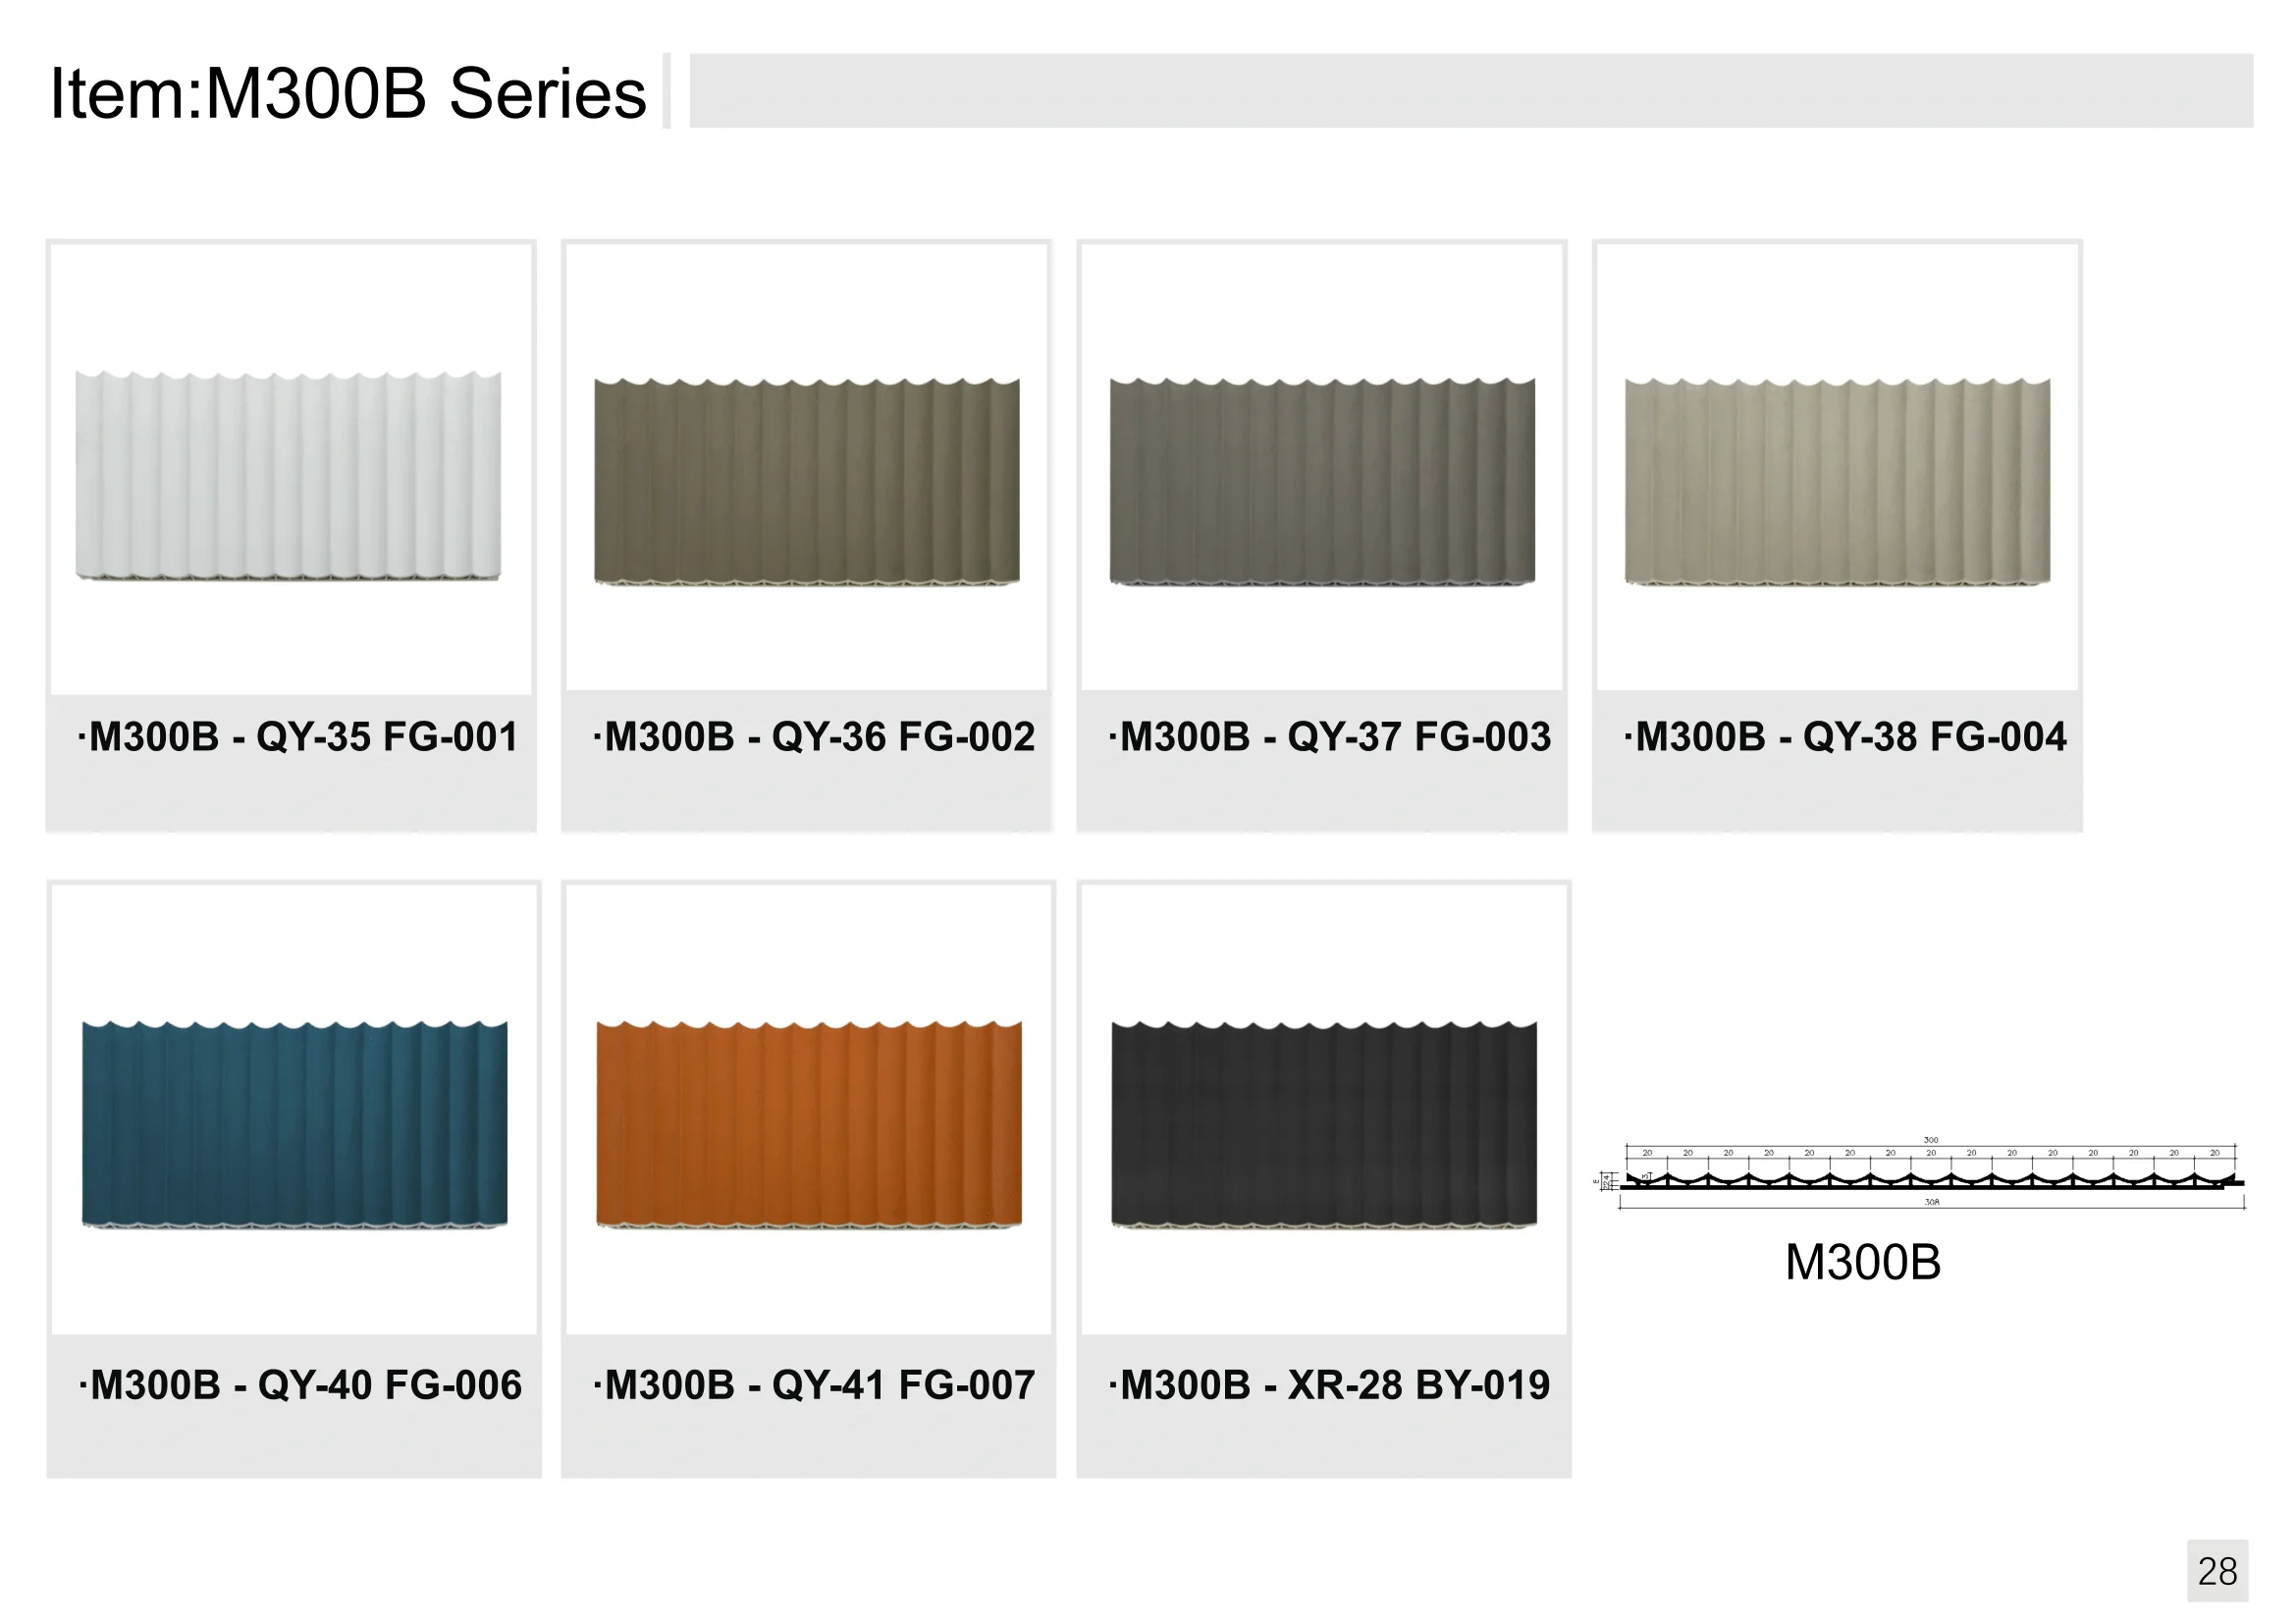 Item:M300B Series
·M300B - QY-35 FG-001
·M300B - QY-36 FG-002
·M300B - QY-37 FG-003
·M300B - QY-38 FG-004
·M300B - QY-40 FG-006
·M300B - QY-41 FG-007
·M300B - XR-28 BY-019
300
20 20 20 20 20 20 20 20 20 20 20 20 20 20 20
8
308
M300B
28